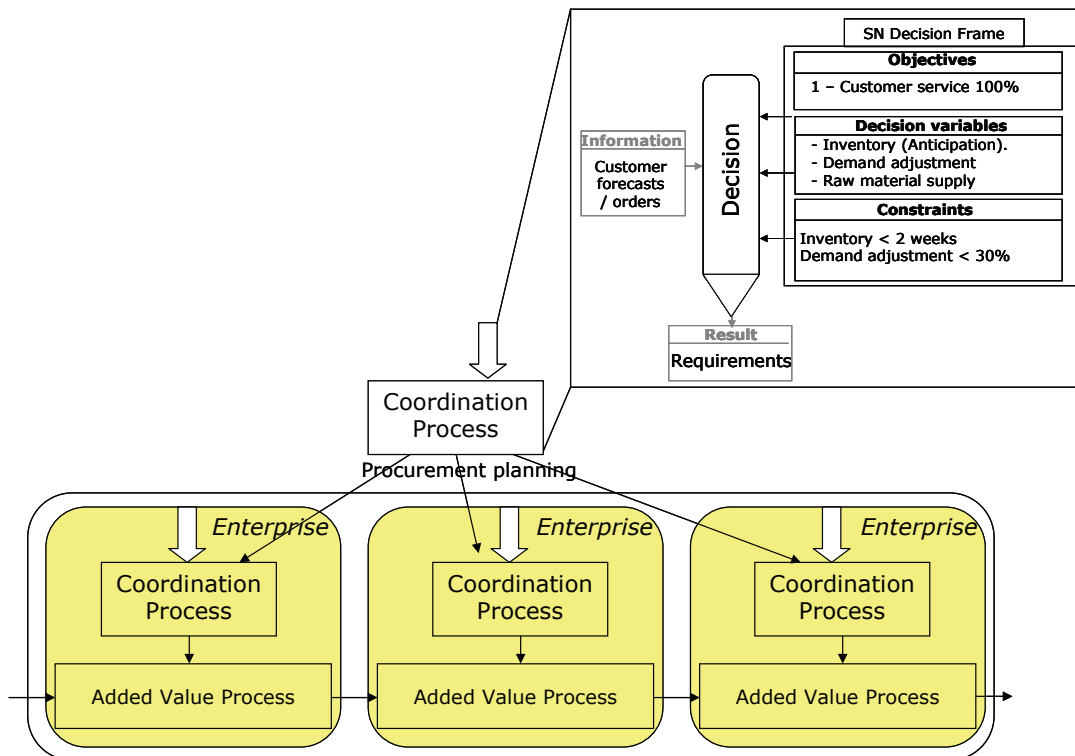 SN Decision Frame
Objectives
1 – Customer service 100%
Decision variables
- Inventory (Anticipation).
- Demand adjustment
- Raw material supply
Constraints
Inventory < 2 weeks
Demand adjustment < 30%
Information
Customer
forecasts
/ orders
Decision
Result
Requirements
Coordination
Process
Procurement planning
Enterprise
Coordination
Process
Added Value Process
Enterprise
Coordination
Process
Added Value Process
Enterprise
Coordination
Process
Added Value Process